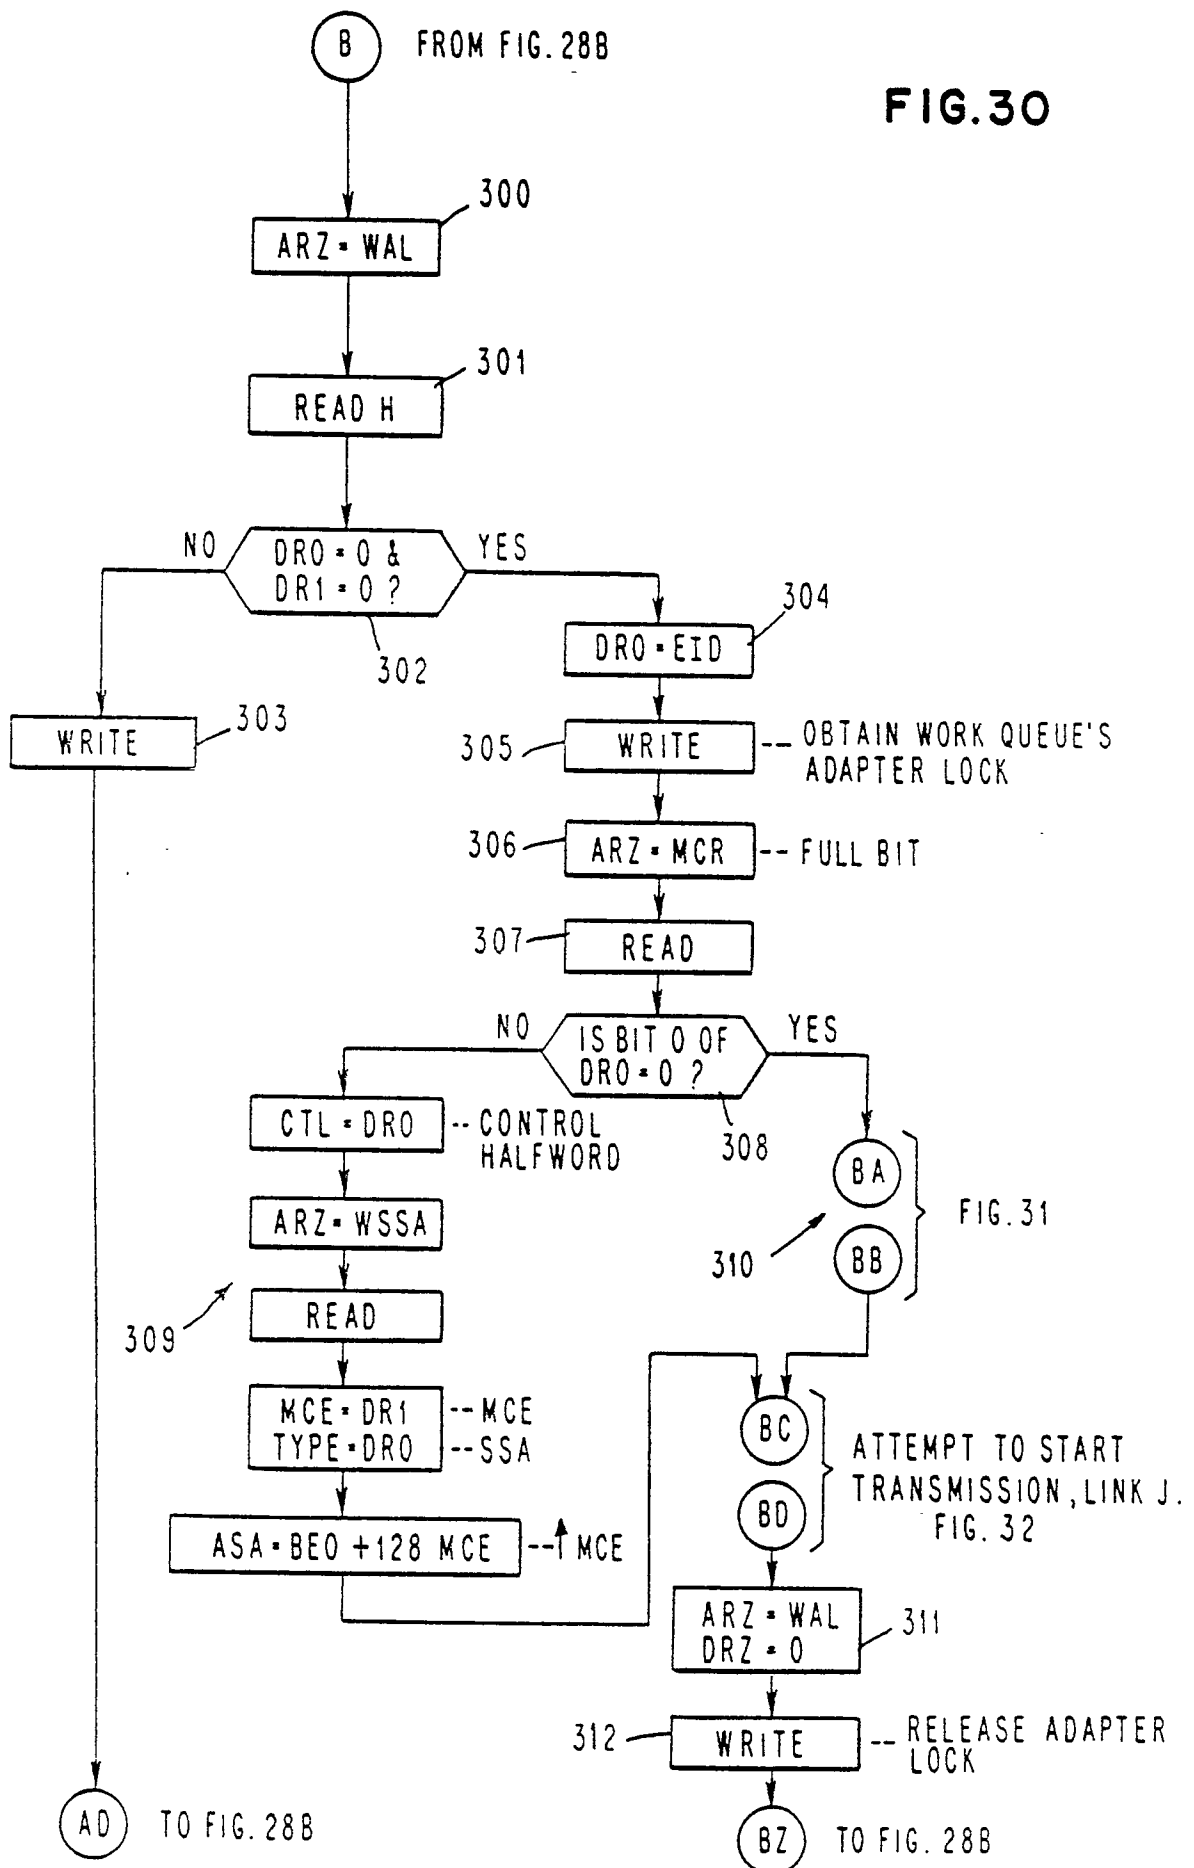 B FROM FIG. 28B
FIG. 30
300
ARZ = WAL
301
READ H
NO
DR0 = 0 &
DR1 = 0 ?
YES
302
304
DR0 = EID
303
WRITE
305
WRITE
-- OBTAIN WORK QUEUE'S
ADAPTER LOCK
306
ARZ = MCR
-- FULL BIT
307
READ
NO
IS BIT 0 OF
DR0 = 0 ?
YES
308
CTL = DR0
-- CONTROL
HALFWORD
BA
ARZ = WSSA
FIG. 31
310
BB
READ
309
MCE = DR1 -- MCE
TYPE = DR0 -- SSA
BC
ATTEMPT TO START
TRANSMISSION, LINK J.
FIG. 32
BD
ASA = BEO + 128 MCE --↑ MCE
ARZ = WAL
DRZ = 0
311
312
WRITE
-- RELEASE ADAPTER
LOCK
AD TO FIG. 28B
BZ TO FIG. 28B